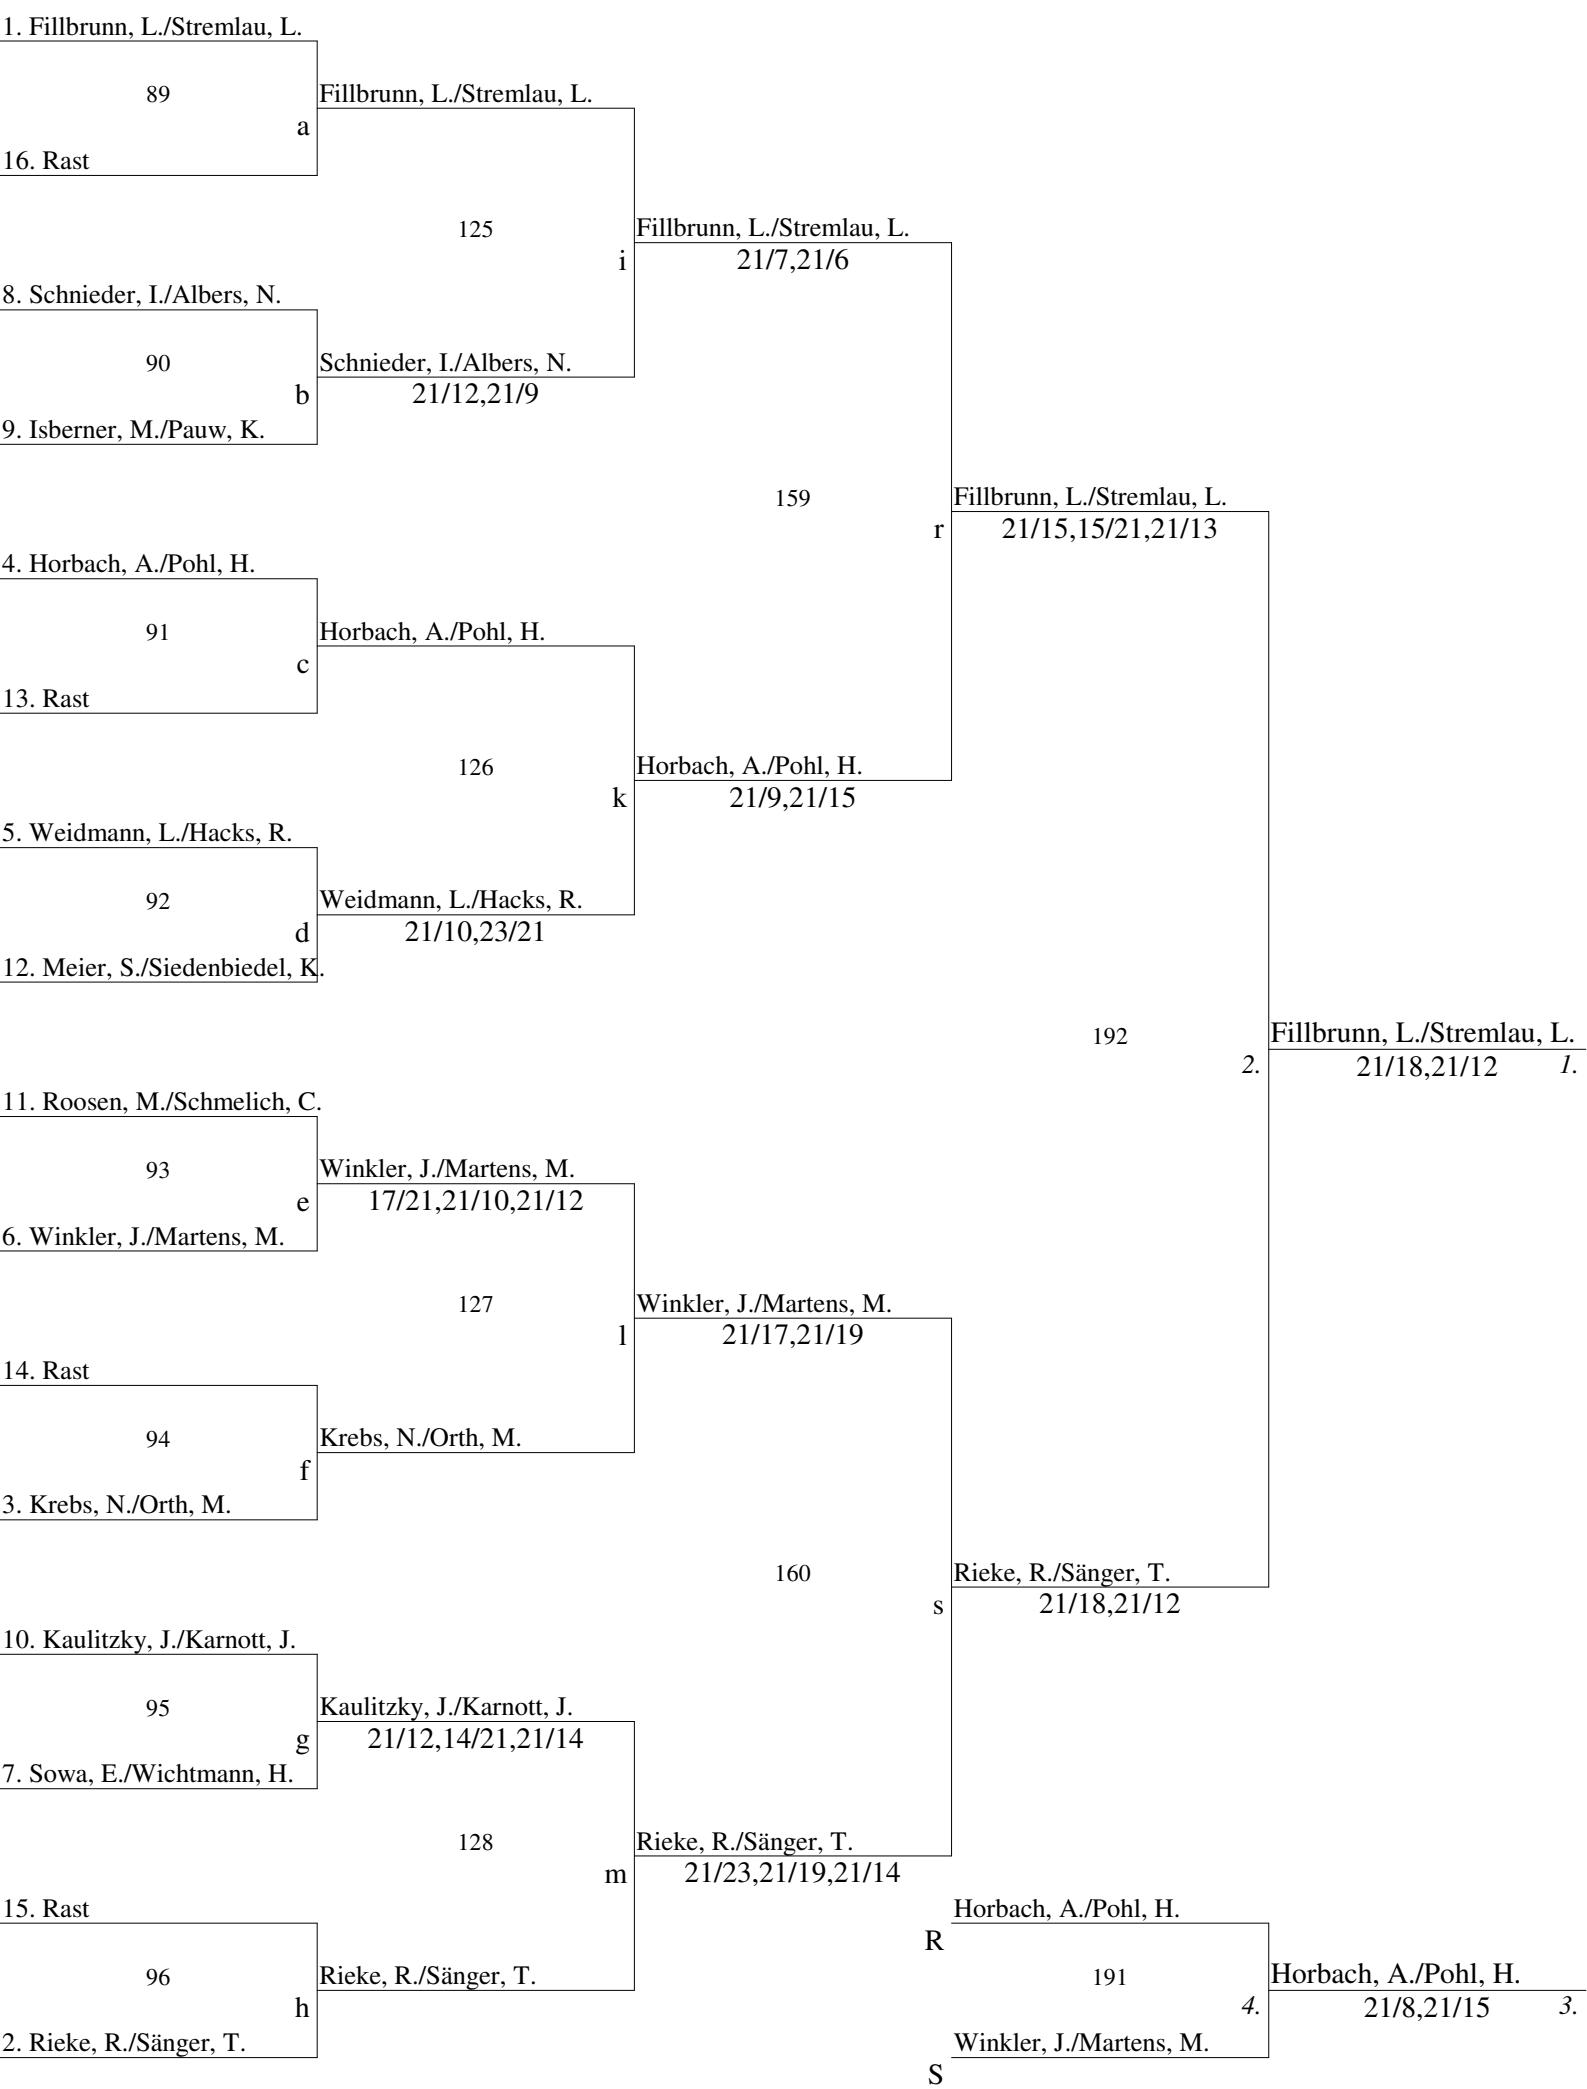 1. Fillbrunn, L./Stremlau, L.
89
Fillbrunn, L./Stremlau, L.
a
16. Rast
125
Fillbrunn, L./Stremlau, L.
i
21/7,21/6
8. Schnieder, I./Albers, N.
90
Schnieder, I./Albers, N.
b
21/12,21/9
9. Isberner, M./Pauw, K.
159
Fillbrunn, L./Stremlau, L.
r
21/15,15/21,21/13
4. Horbach, A./Pohl, H.
91
Horbach, A./Pohl, H.
c
13. Rast
126
Horbach, A./Pohl, H.
k
21/9,21/15
5. Weidmann, L./Hacks, R.
92
Weidmann, L./Hacks, R.
d
21/10,23/21
12. Meier, S./Siedenbiedel, K.
192
Fillbrunn, L./Stremlau, L.
2.
21/18,21/12
1.
11. Roosen, M./Schmelich, C.
93
Winkler, J./Martens, M.
e
17/21,21/10,21/12
6. Winkler, J./Martens, M.
127
Winkler, J./Martens, M.
l
21/17,21/19
14. Rast
94
Krebs, N./Orth, M.
f
3. Krebs, N./Orth, M.
160
Rieke, R./Sänger, T.
s
21/18,21/12
10. Kaulitzky, J./Karnott, J.
95
Kaulitzky, J./Karnott, J.
g
21/12,14/21,21/14
7. Sowa, E./Wichtmann, H.
128
Rieke, R./Sänger, T.
m
21/23,21/19,21/14
15. Rast
Horbach, A./Pohl, H.
R
96
Rieke, R./Sänger, T.
191
Horbach, A./Pohl, H.
h
4.
21/8,21/15
3.
2. Rieke, R./Sänger, T.
Winkler, J./Martens, M.
S